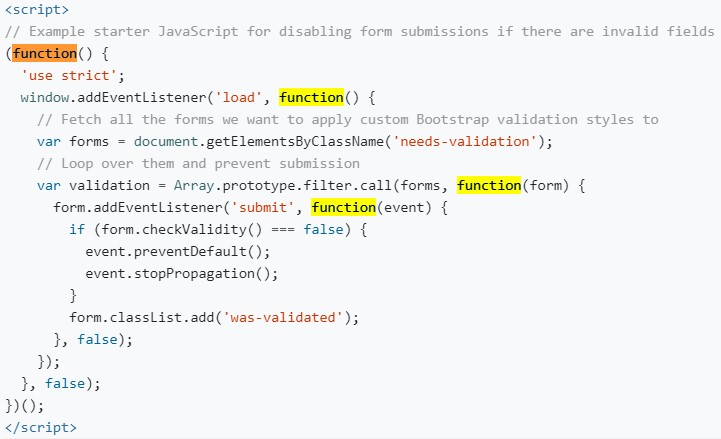 <script>
// Example starter JavaScript for disabling form submissions if there are invalid fields
(function() {
  'use strict';
  window.addEventListener('load', function() {
    // Fetch all the forms we want to apply custom Bootstrap validation styles to
    var forms = document.getElementsByClassName('needs-validation');
    // Loop over them and prevent submission
    var validation = Array.prototype.filter.call(forms, function(form) {
      form.addEventListener('submit', function(event) {
        if (form.checkValidity() === false) {
          event.preventDefault();
          event.stopPropagation();
        }
        form.classList.add('was-validated');
      }, false);
    });
  }, false);
})();
</script>